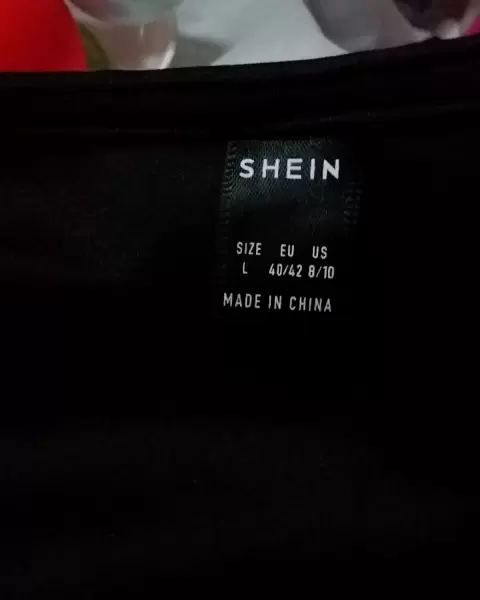 SHEIN
SIZE EU US
L 40/42 8/10
MADE IN CHINA